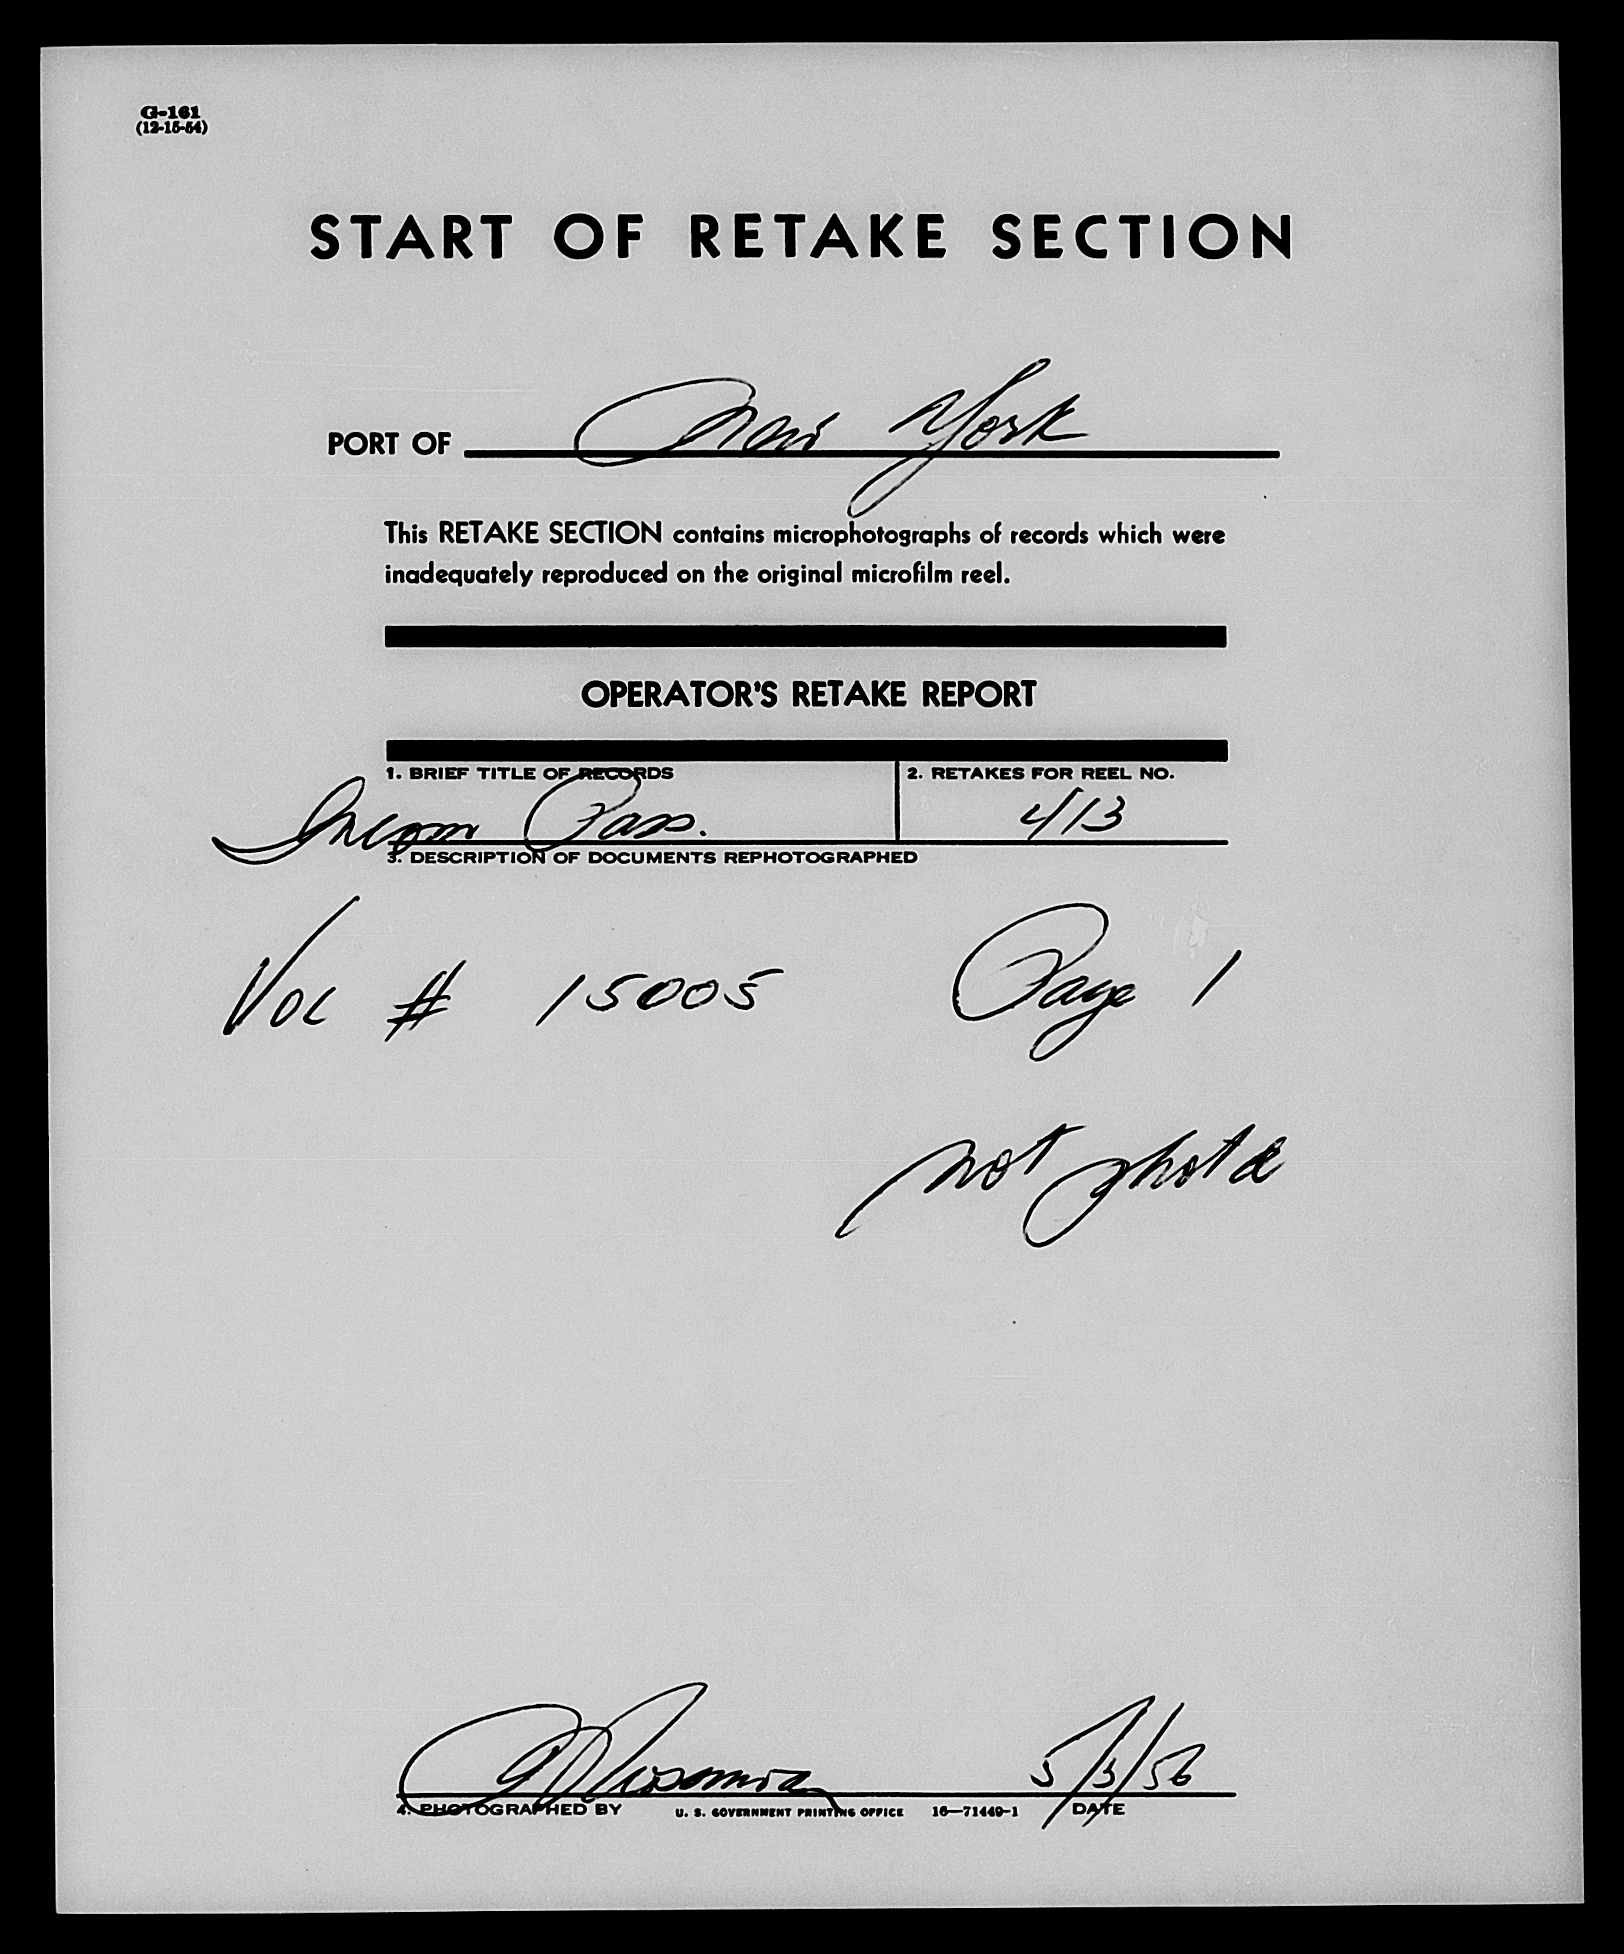 G-161
(12-15-54)
START OF RETAKE SECTION
PORT OF New York
This RETAKE SECTION contains microphotographs of records which were
inadequately reproduced on the original microfilm reel.
OPERATOR'S RETAKE REPORT
1. BRIEF TITLE OF RECORDS 2. RETAKES FOR REEL NO.
Incom Pass. 413
3. DESCRIPTION OF DOCUMENTS REPHOTOGRAPHED
Vol # 15005 Page 1
not photd
5/3/56
4. PHOTOGRAPHED BY U. S. GOVERNMENT PRINTING OFFICE 16—71449-1 DATE